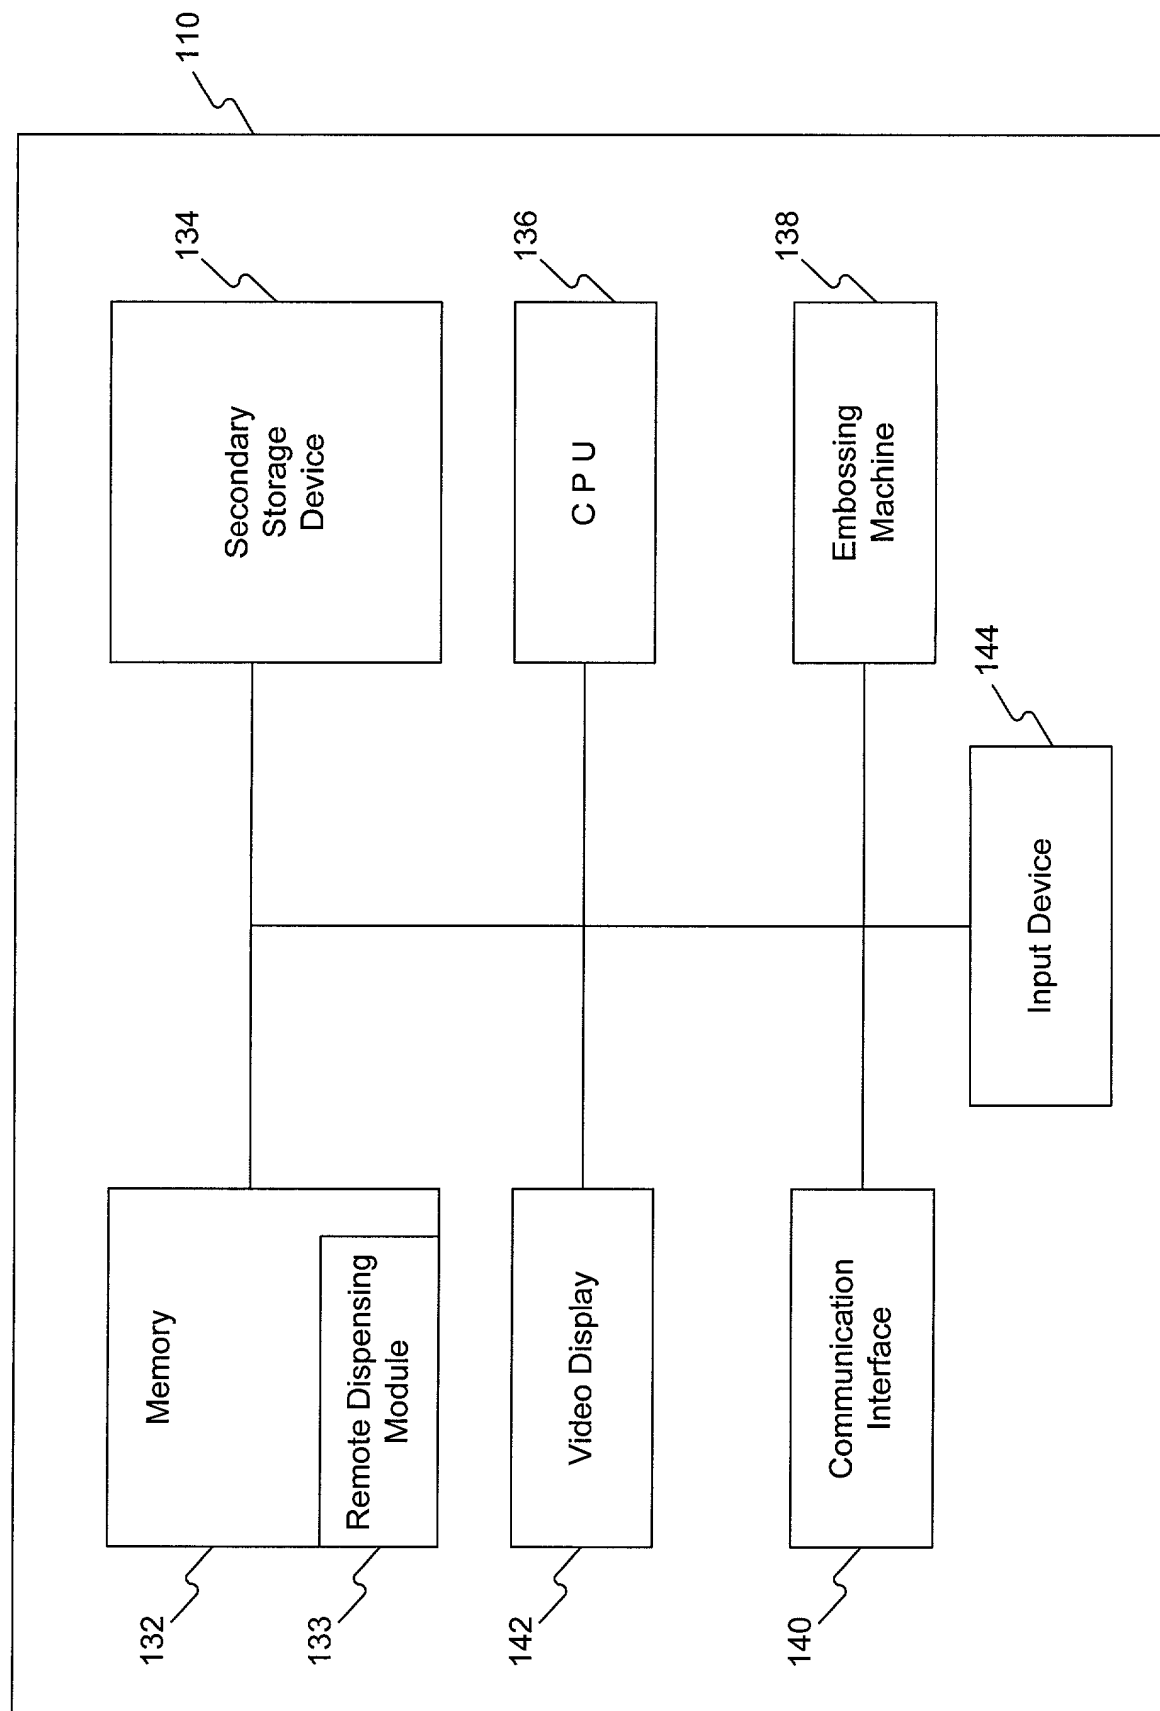 110
132
Memory
133
Remote Dispensing
Module
134
Secondary
Storage
Device
142
Video Display
136
C P U
140
Communication
Interface
138
Embossing
Machine
144
Input Device